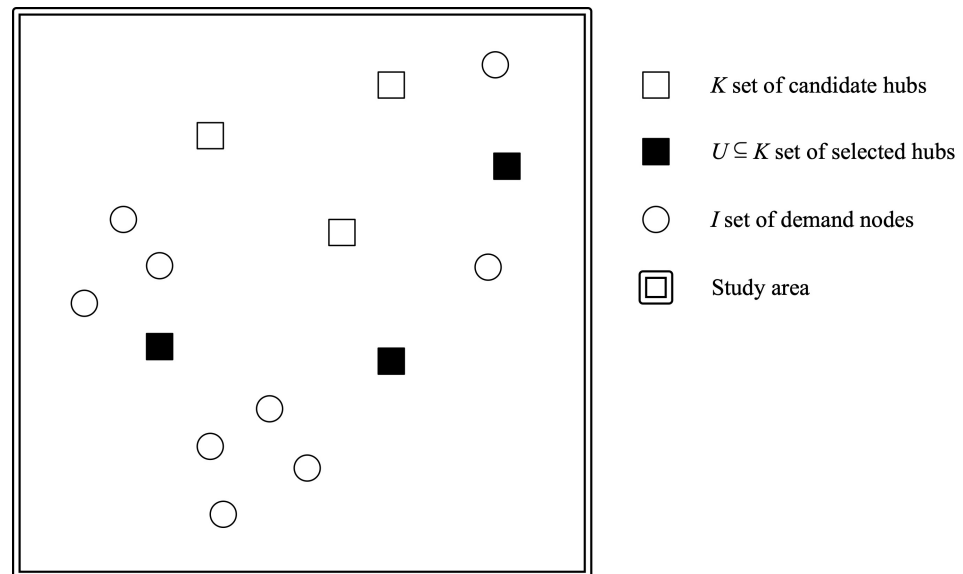 K set of candidate hubs
U ⊆ K set of selected hubs
I set of demand nodes
Study area